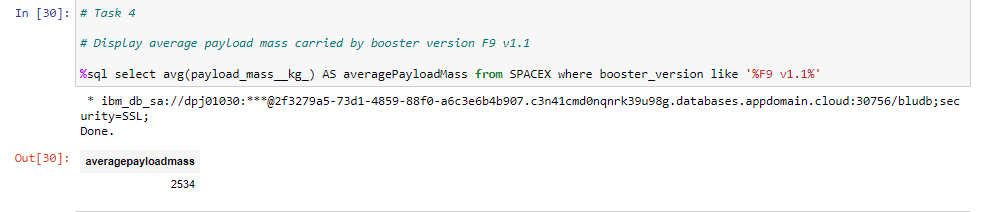 In [30]: # Task 4
# Display average payload mass carried by booster version F9 v1.1
%sql select avg(payload_mass__kg_) AS averagePayloadMass from SPACEX where booster_version like '%F9 v1.1%'
* ibm_db_sa://dpj01030:***@2f3279a5-73d1-4859-88f0-a6c3e6b4b907.c3n41cmd0nqnrk39u98g.databases.appdomain.cloud:30756/bludb;sec
urity=SSL;
Done.
Out[30]: averagepayloadmass
2534